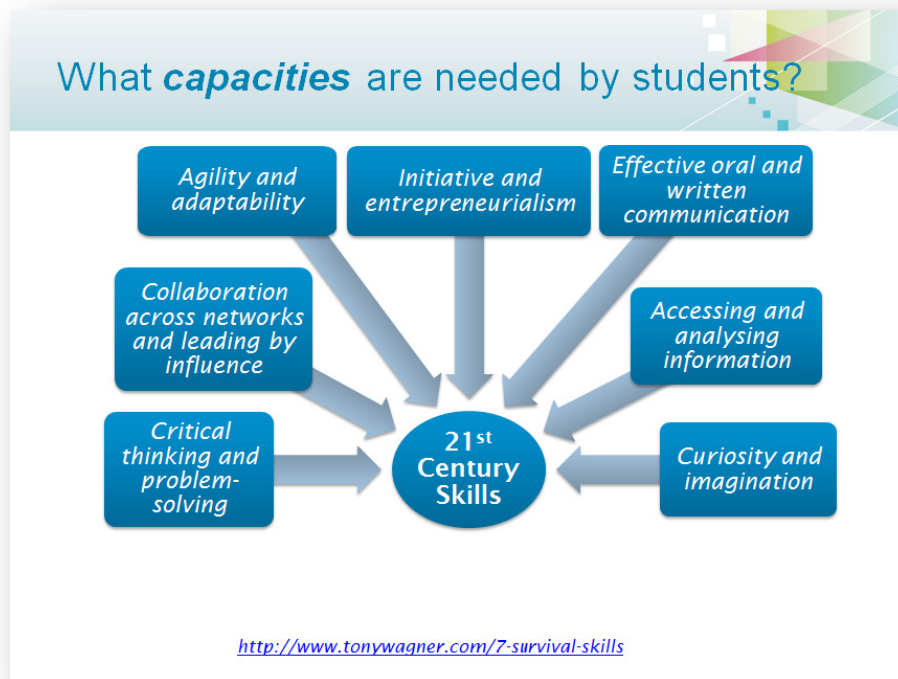 What capacities are needed by students?
Agility and
adaptability
Initiative and
entrepreneurialism
Effective oral and
written
communication
Collaboration
across networks
and leading by
influence
Accessing and
analysing
information
Critical
thinking and
problem-
solving
21st
Century
Skills
Curiosity and
imagination
http://www.tonywagner.com/7-survival-skills